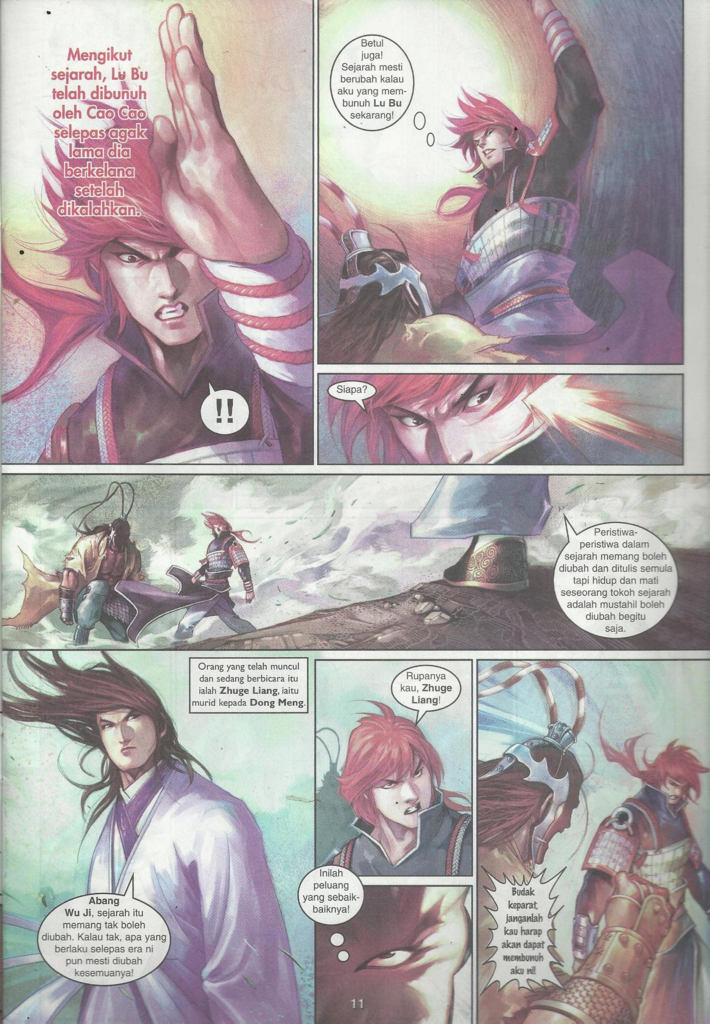 Mengikut
sejarah, Lu Bu
telah dibunuh
oleh Cao Cao
selepas agak
lama dia
berkelana
setelah
dikalahkan.
!!
Betul
juga!
Sejarah mesti
berubah kalau
aku yang mem-
bunuh Lu Bu
sekarang!
Siapa?
Peristiwa-
peristiwa dalam
sejarah memang boleh
diubah dan ditulis semula
tapi hidup dan mati
seseorang tokoh sejarah
adalah mustahil boleh
diubah begitu
saja.
Orang yang telah muncul
dan sedang berbicara itu
ialah Zhuge Liang, iaitu
murid kepada Dong Meng.
Abang
Wu Ji, sejarah itu
memang tak boleh
diubah. Kalau tak, apa yang
berlaku selepas era ni
pun mesti diubah
kesemuanya!
Rupanya
kau, Zhuge
Liang!
Inilah
peluang
yang sebaik-
baiknya!
Budak
keparat,
janganlah
kau harap
akan dapat
membunuh
aku ni!
11